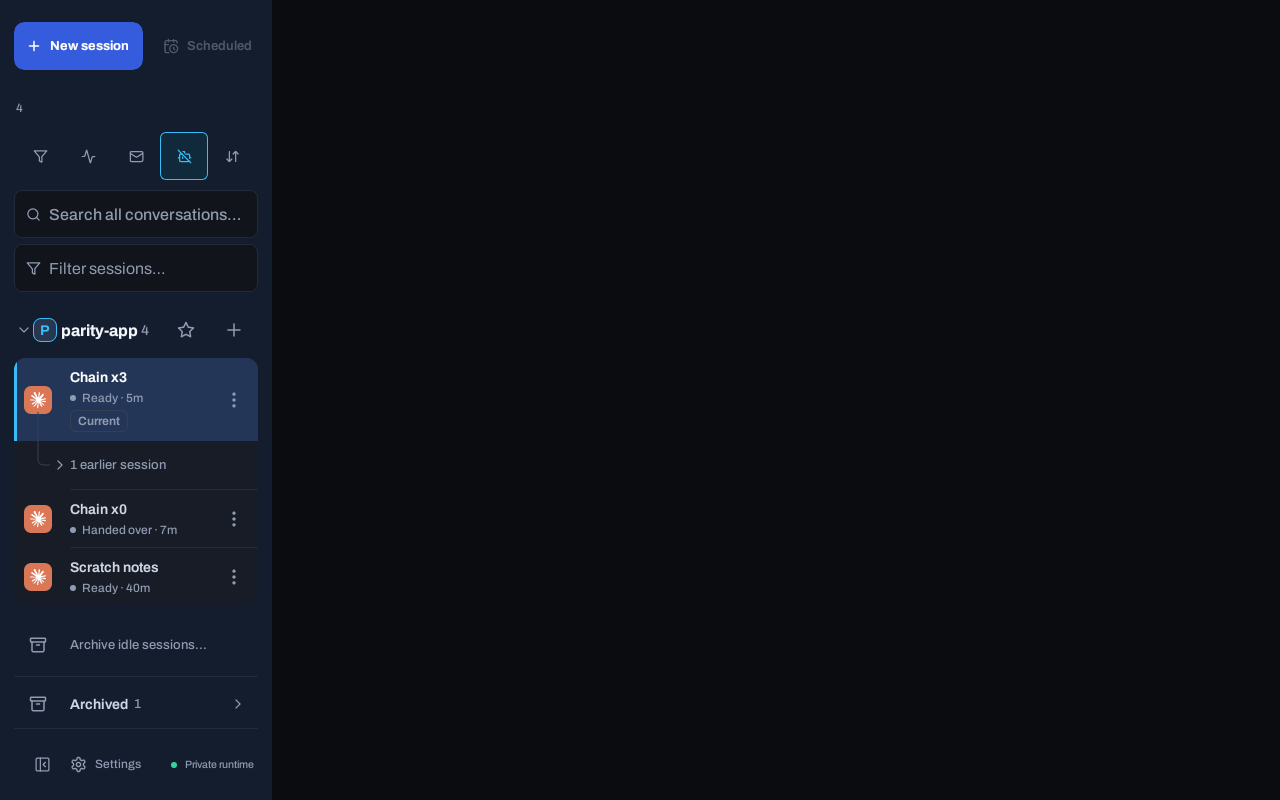 New session
Scheduled
4
Search all conversations...
Filter sessions...
P parity-app 4
Chain x3
Ready · 5m
Current
1 earlier session
Chain x0
Handed over · 7m
Scratch notes
Ready · 40m
Archive idle sessions...
Archived 1
Settings
Private runtime